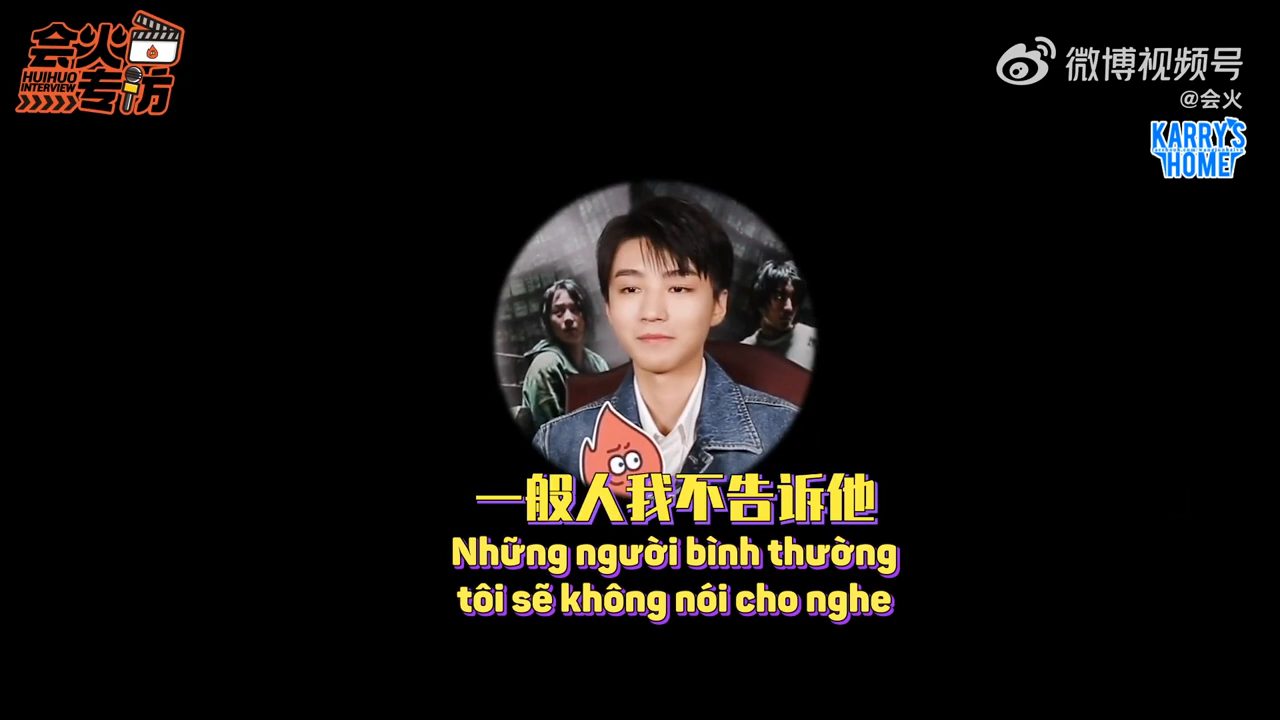 会火
专访
HUIHUO
INTERVIEW
微博视频号
@会火
KARRY'S
HOME
一般人我不告诉他
Những người bình thường
tôi sẽ không nói cho nghe